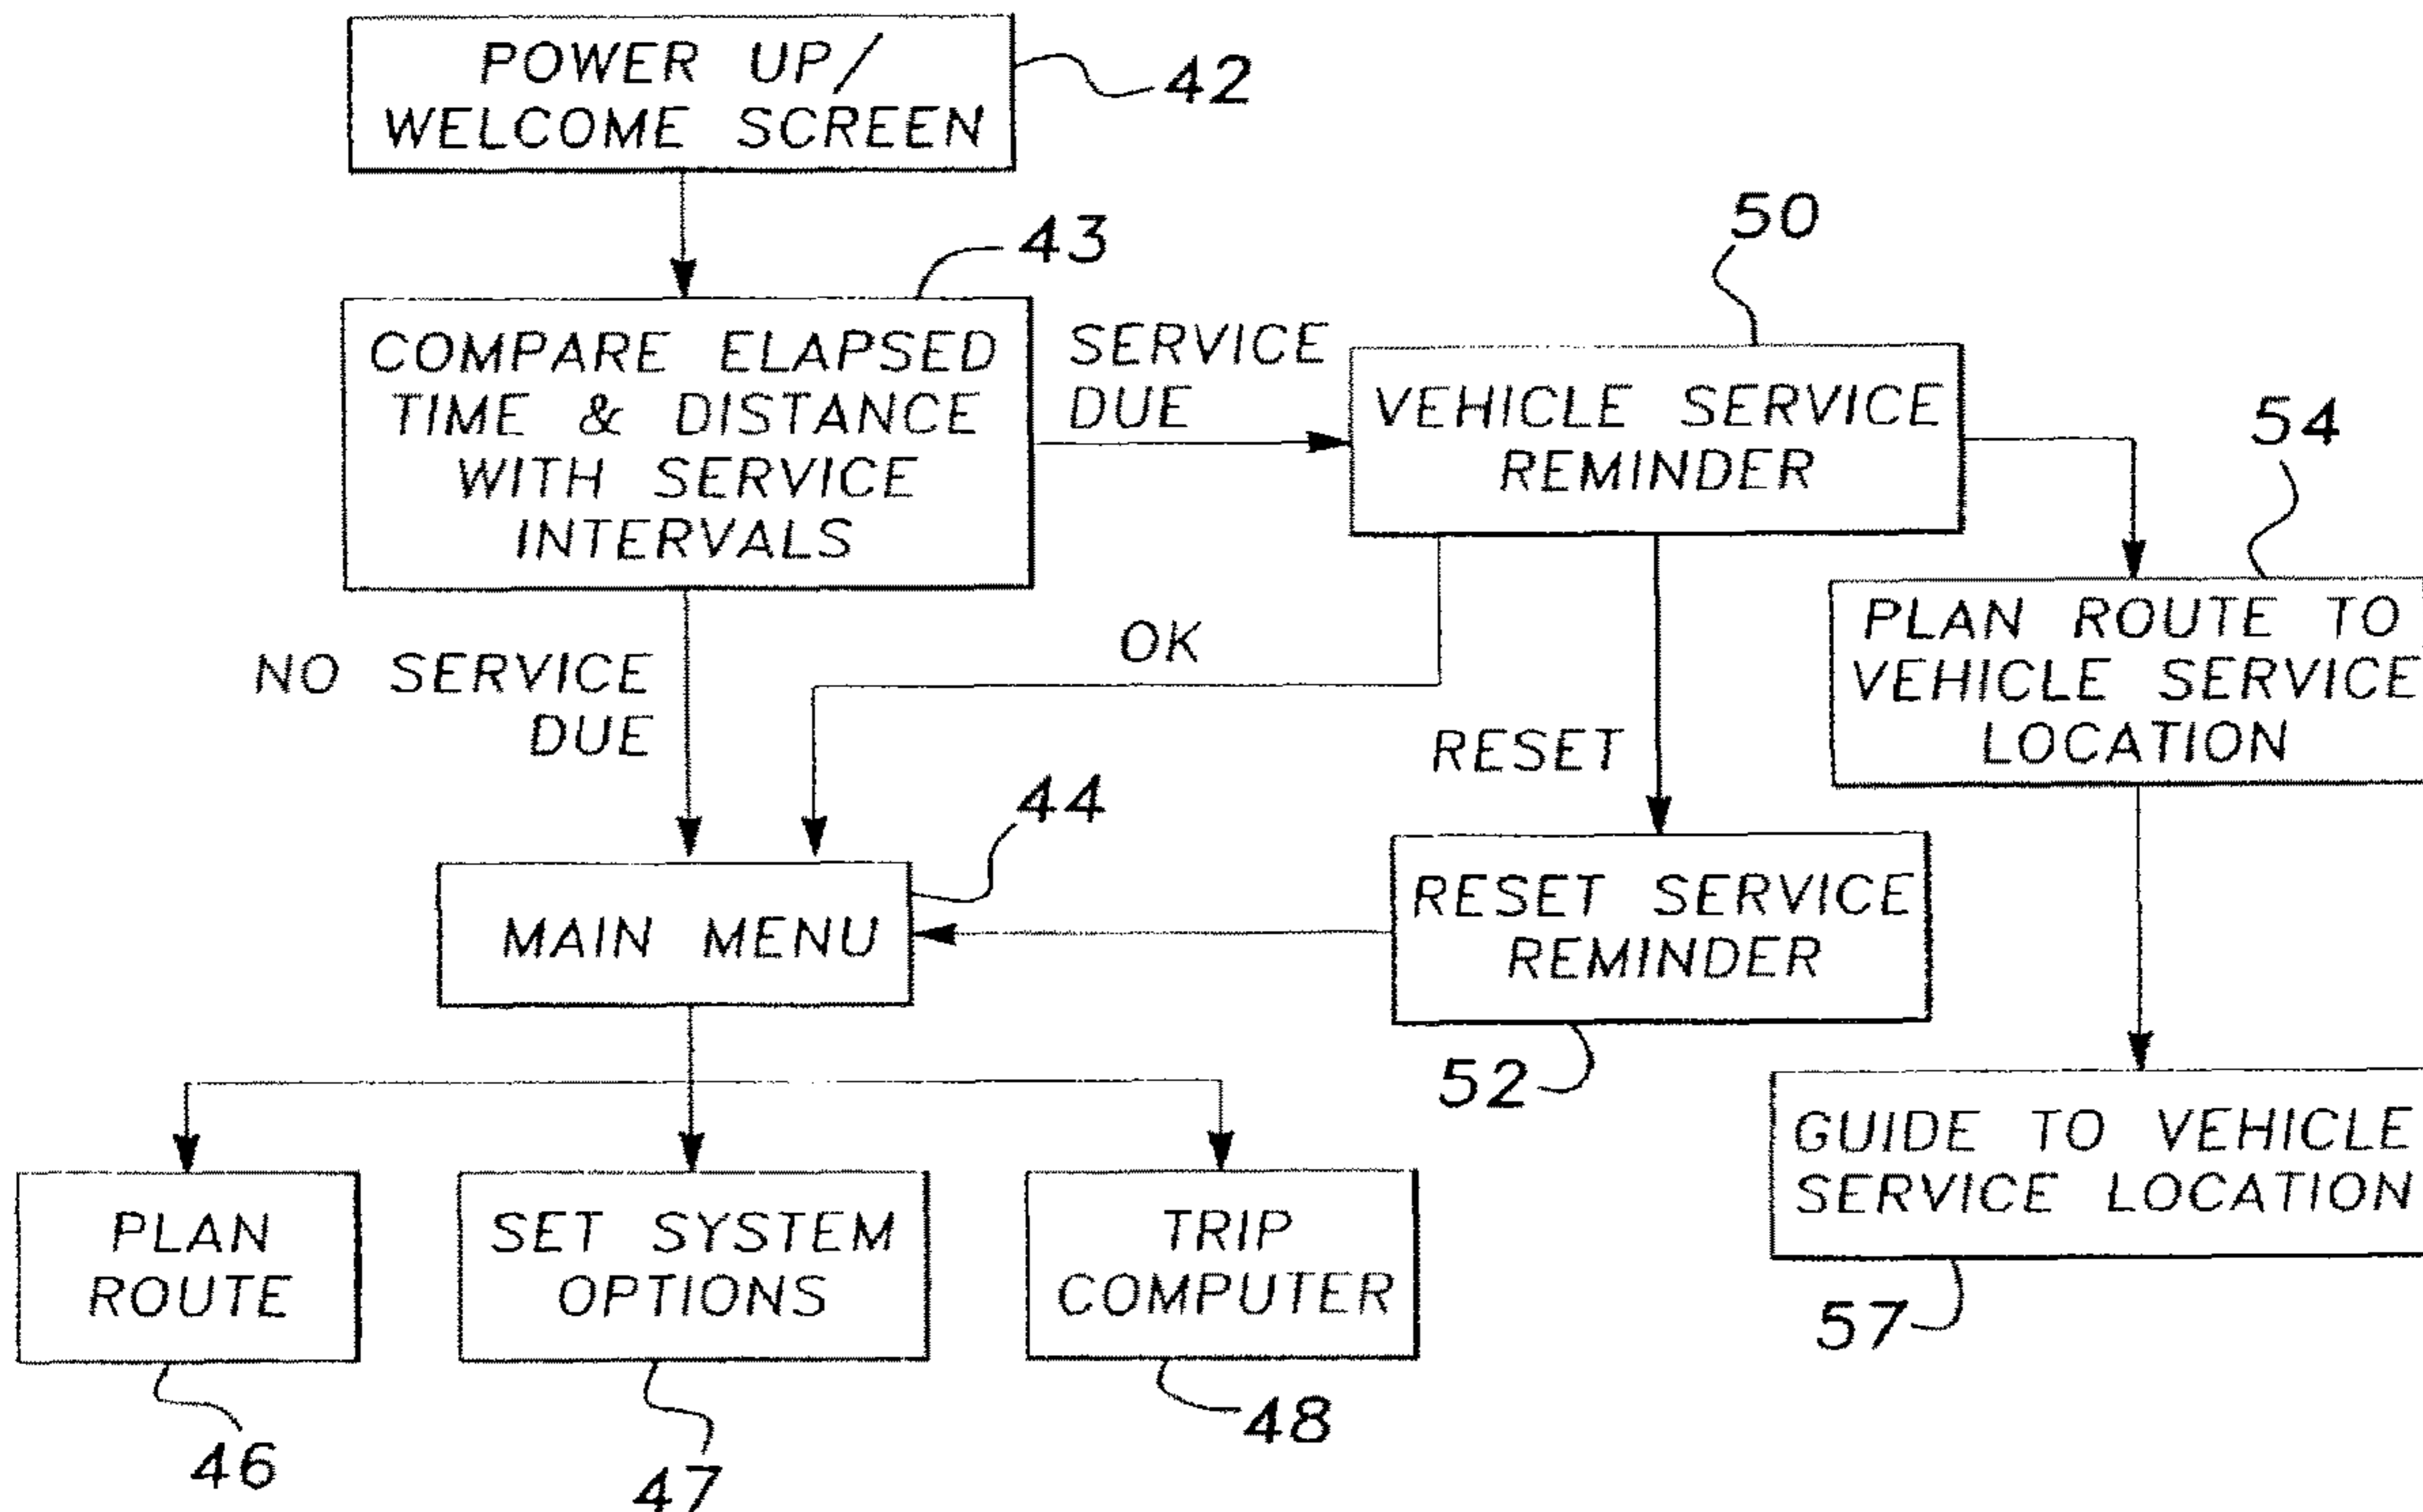 POWER UP/
WELCOME SCREEN
42
43
COMPARE ELAPSED
TIME & DISTANCE
WITH SERVICE
INTERVALS
SERVICE
DUE
50
VEHICLE SERVICE
REMINDER
54
PLAN ROUTE TO
VEHICLE SERVICE
LOCATION
NO SERVICE
DUE
OK
RESET
44
MAIN MENU
RESET SERVICE
REMINDER
52
GUIDE TO VEHICLE
SERVICE LOCATION
57
PLAN
ROUTE
46
SET SYSTEM
OPTIONS
47
TRIP
COMPUTER
48